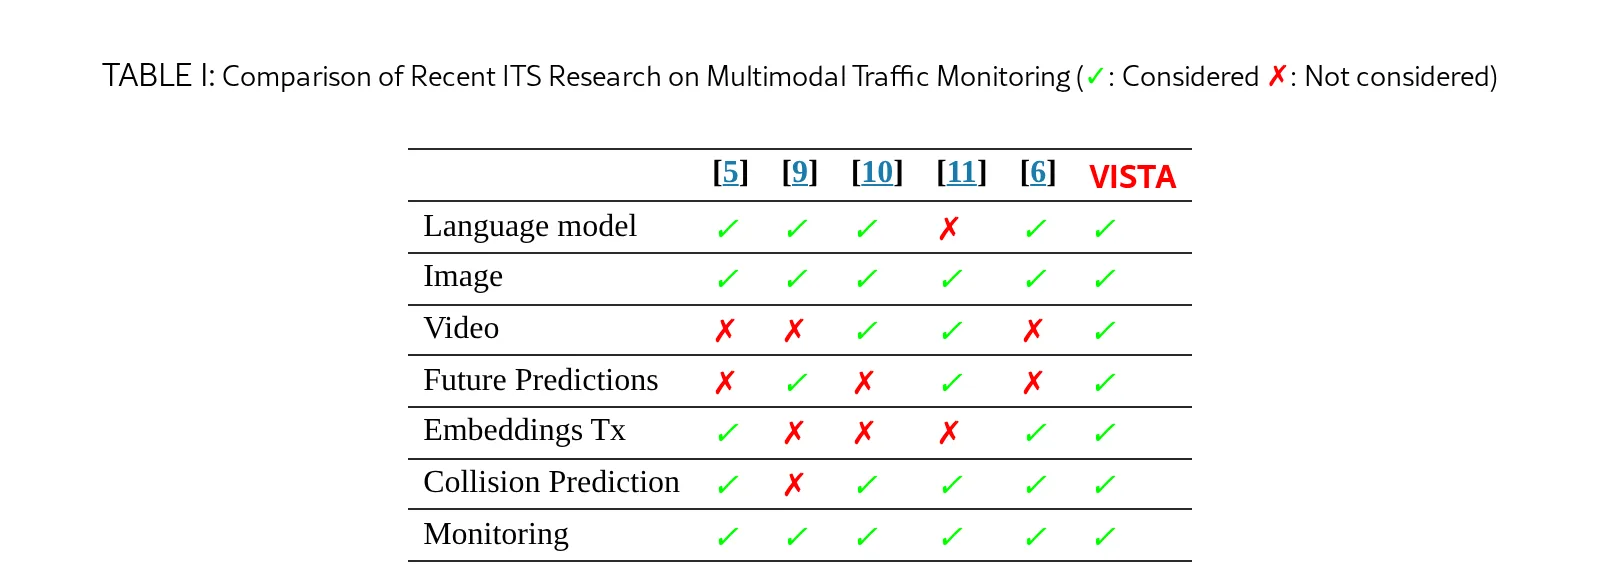 TABLE I: Comparison of Recent ITS Research on Multimodal Traffic Monitoring (✓: Considered ✗: Not considered)
[5] [9] [10] [11] [6] VISTA
Language model ✓ ✓ ✓ ✗ ✓ ✓
Image ✓ ✓ ✓ ✓ ✓ ✓
Video ✗ ✗ ✓ ✓ ✗ ✓
Future Predictions ✗ ✓ ✗ ✓ ✗ ✓
Embeddings Tx ✓ ✗ ✗ ✗ ✓ ✓
Collision Prediction ✓ ✗ ✓ ✓ ✓ ✓
Monitoring ✓ ✓ ✓ ✓ ✓ ✓